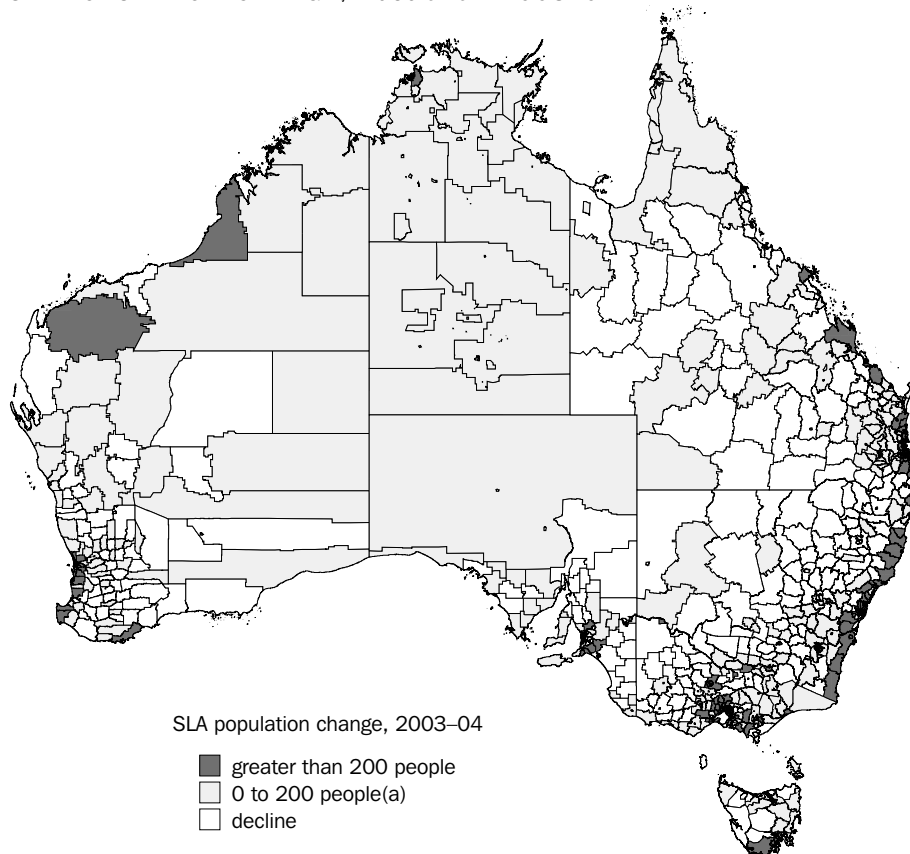 SLA population change, 2003–04
greater than 200 people
0 to 200 people(a)
decline